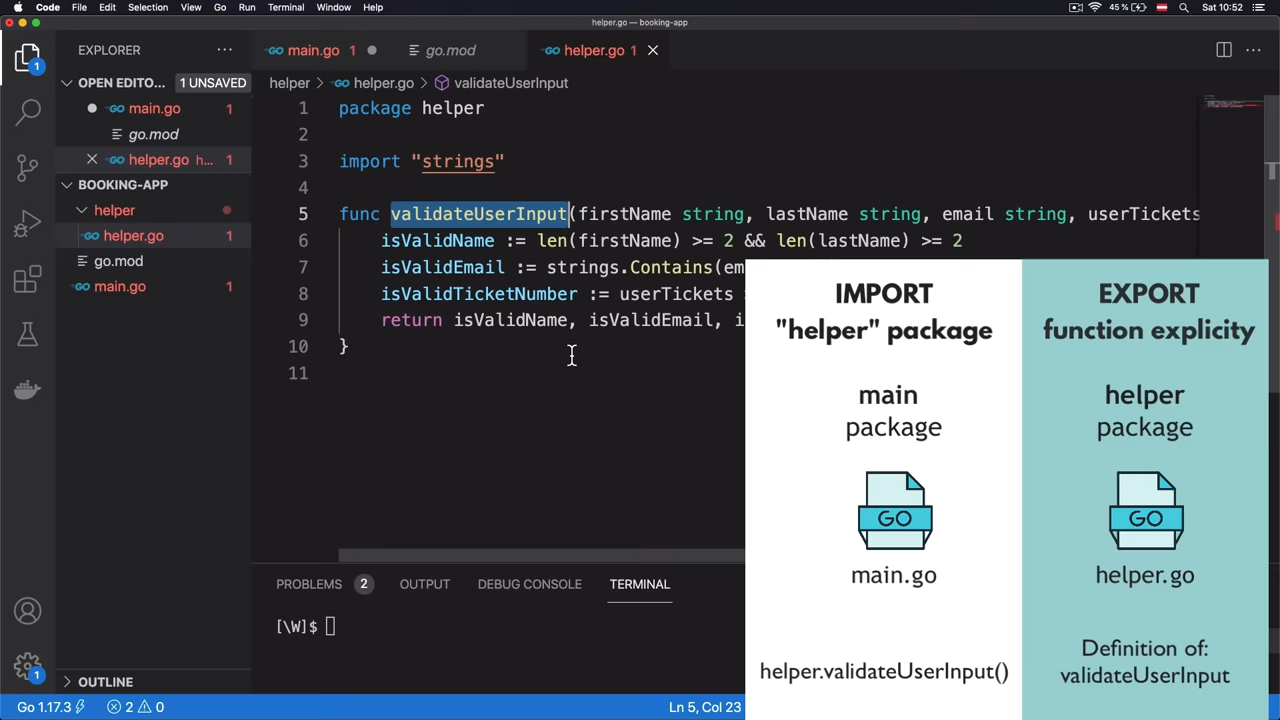 Code File Edit Selection View Go Run Terminal Window Help 45 % Sat 10:52
helper.go — booking-app
EXPLORER
main.go 1 go.mod helper.go 1
OPEN EDITO... 1 UNSAVED
main.go 1
go.mod
helper.go h... 1
BOOKING-APP
helper
helper.go 1
go.mod
main.go 1
OUTLINE
helper > helper.go > validateUserInput
1 package helper
2
3 import "strings"
4
5 func validateUserInput(firstName string, lastName string, email string, userTickets
6 isValidName := len(firstName) >= 2 && len(lastName) >= 2
7 isValidEmail := strings.Contains(em
8 isValidTicketNumber := userTickets
9 return isValidName, isValidEmail, i
10 }
11
PROBLEMS 2 OUTPUT DEBUG CONSOLE TERMINAL
[\W]$
IMPORT
"helper" package
main
package
GO
main.go
helper.validateUserInput()
EXPORT
function explicity
helper
package
GO
helper.go
Definition of:
validateUserInput
1
1
Go 1.17.3 2 0 Ln 5, Col 23